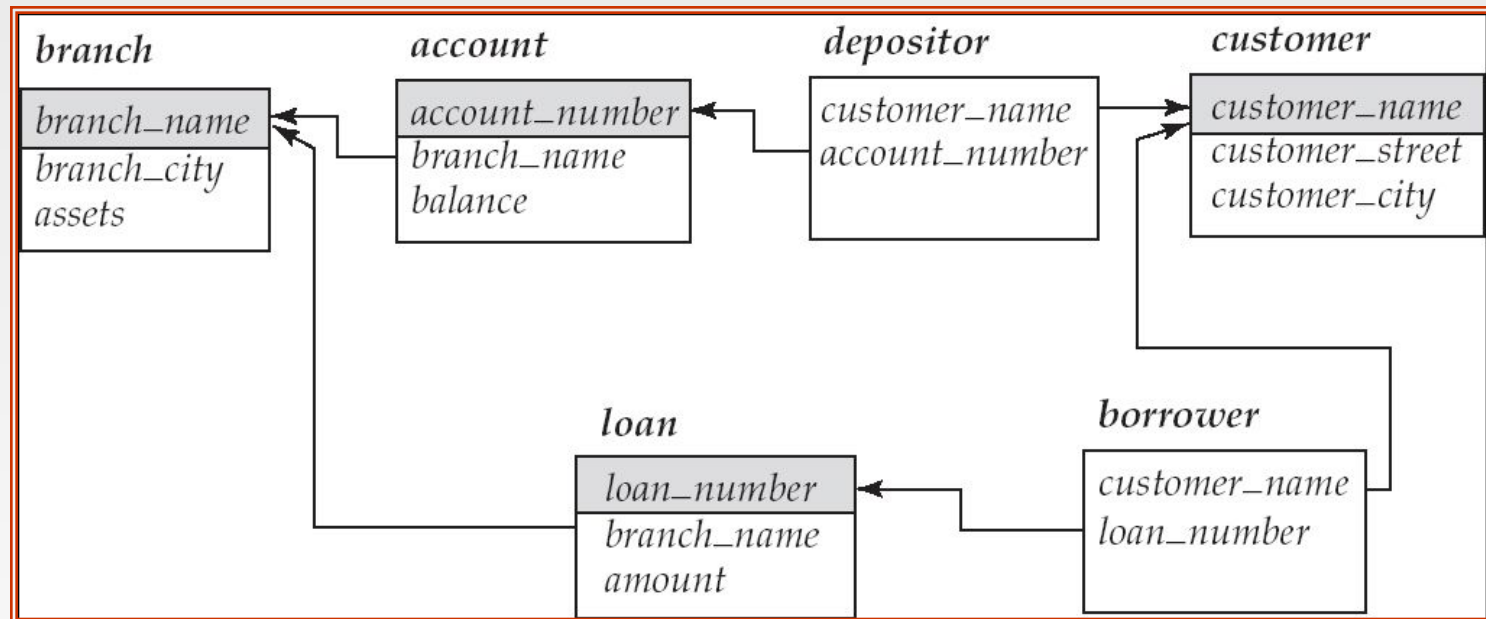 branch
branch_name
branch_city
assets
account
account_number
branch_name
balance
depositor
customer_name
account_number
customer
customer_name
customer_street
customer_city
loan
loan_number
branch_name
amount
borrower
customer_name
loan_number